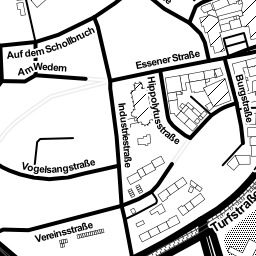 Auf dem Schollbruch
Am Wedem
Essener Straße
Hippolytusstraße
Burgstraße
Industriestraße
Vogelsangstraße
Vereinsstraße
Turfstraße